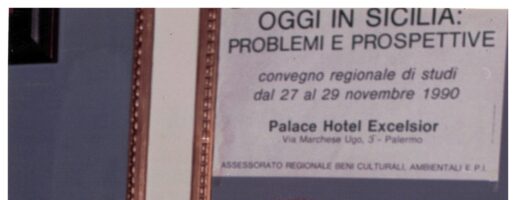 OGGI IN SICILIA:
PROBLEMI E PROSPETTIVE
convegno regionale di studi
dal 27 al 29 novembre 1990
Palace Hotel Excelsior
Via Marchese Ugo, 3 - Palermo
ASSESSORATO REGIONALE BENI CULTURALI, AMBIENTALI E P.I.